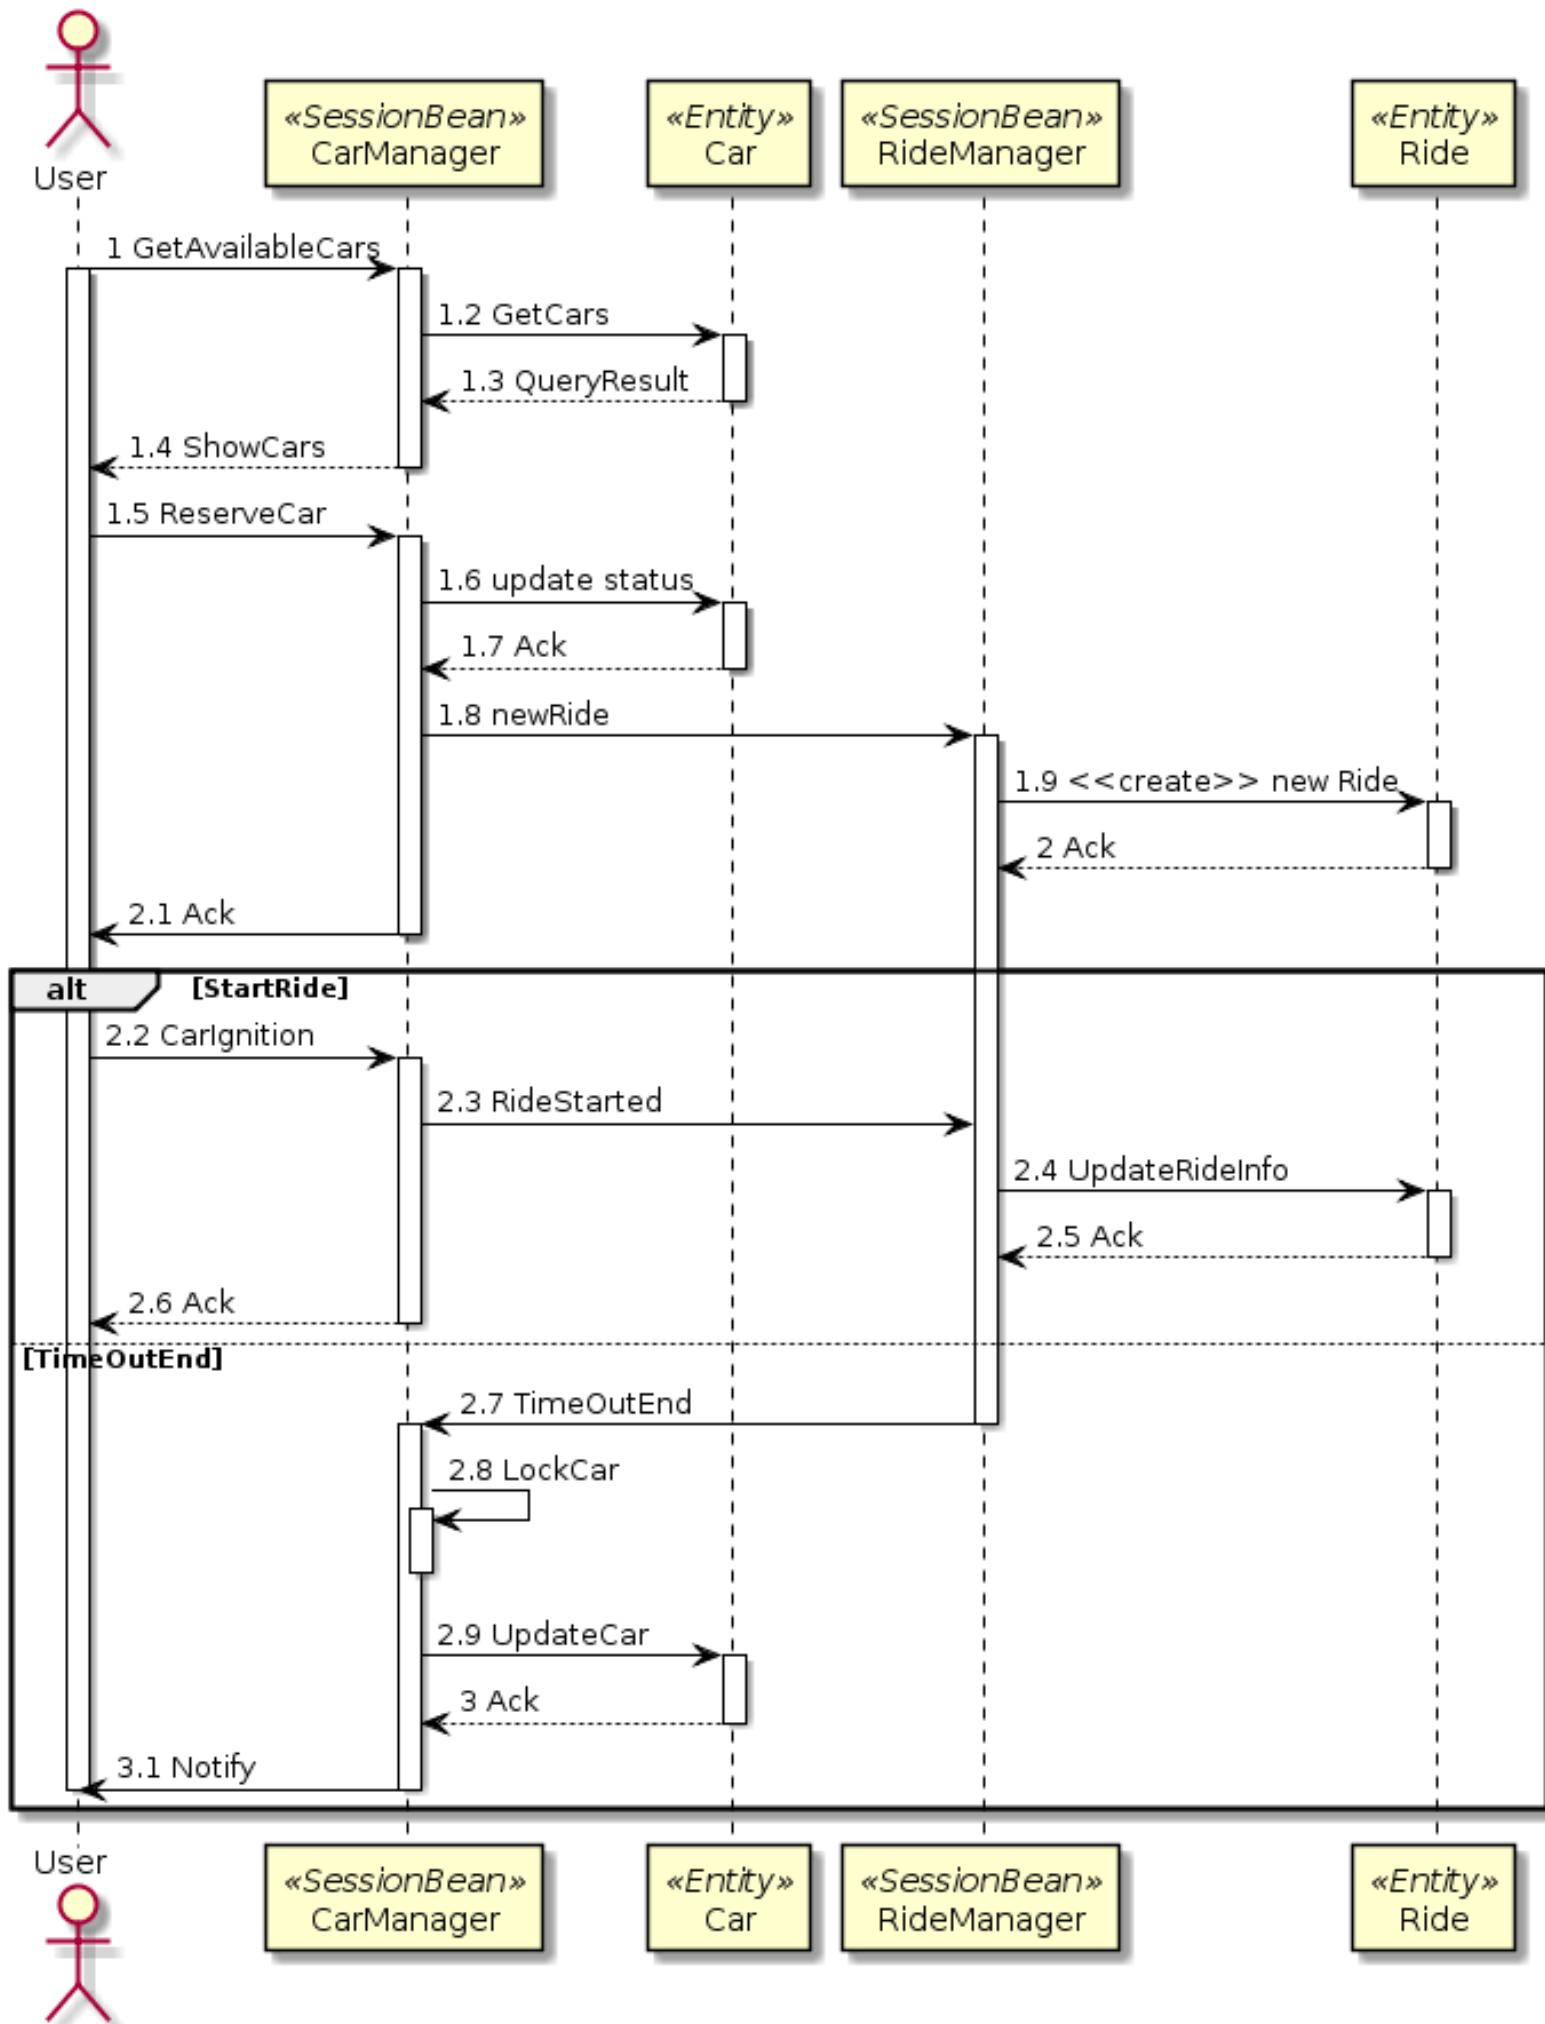 User
«SessionBean»
CarManager
«Entity»
Car
«SessionBean»
RideManager
«Entity»
Ride
1 GetAvailableCars
1.2 GetCars
1.3 QueryResult
1.4 ShowCars
1.5 ReserveCar
1.6 update status
1.7 Ack
1.8 newRide
1.9 <<create>> new Ride
2 Ack
2.1 Ack
alt [StartRide]
2.2 CarIgnition
2.3 RideStarted
2.4 UpdateRideInfo
2.5 Ack
2.6 Ack
[TimeOutEnd]
2.7 TimeOutEnd
2.8 LockCar
2.9 UpdateCar
3 Ack
3.1 Notify
User
«SessionBean»
CarManager
«Entity»
Car
«SessionBean»
RideManager
«Entity»
Ride